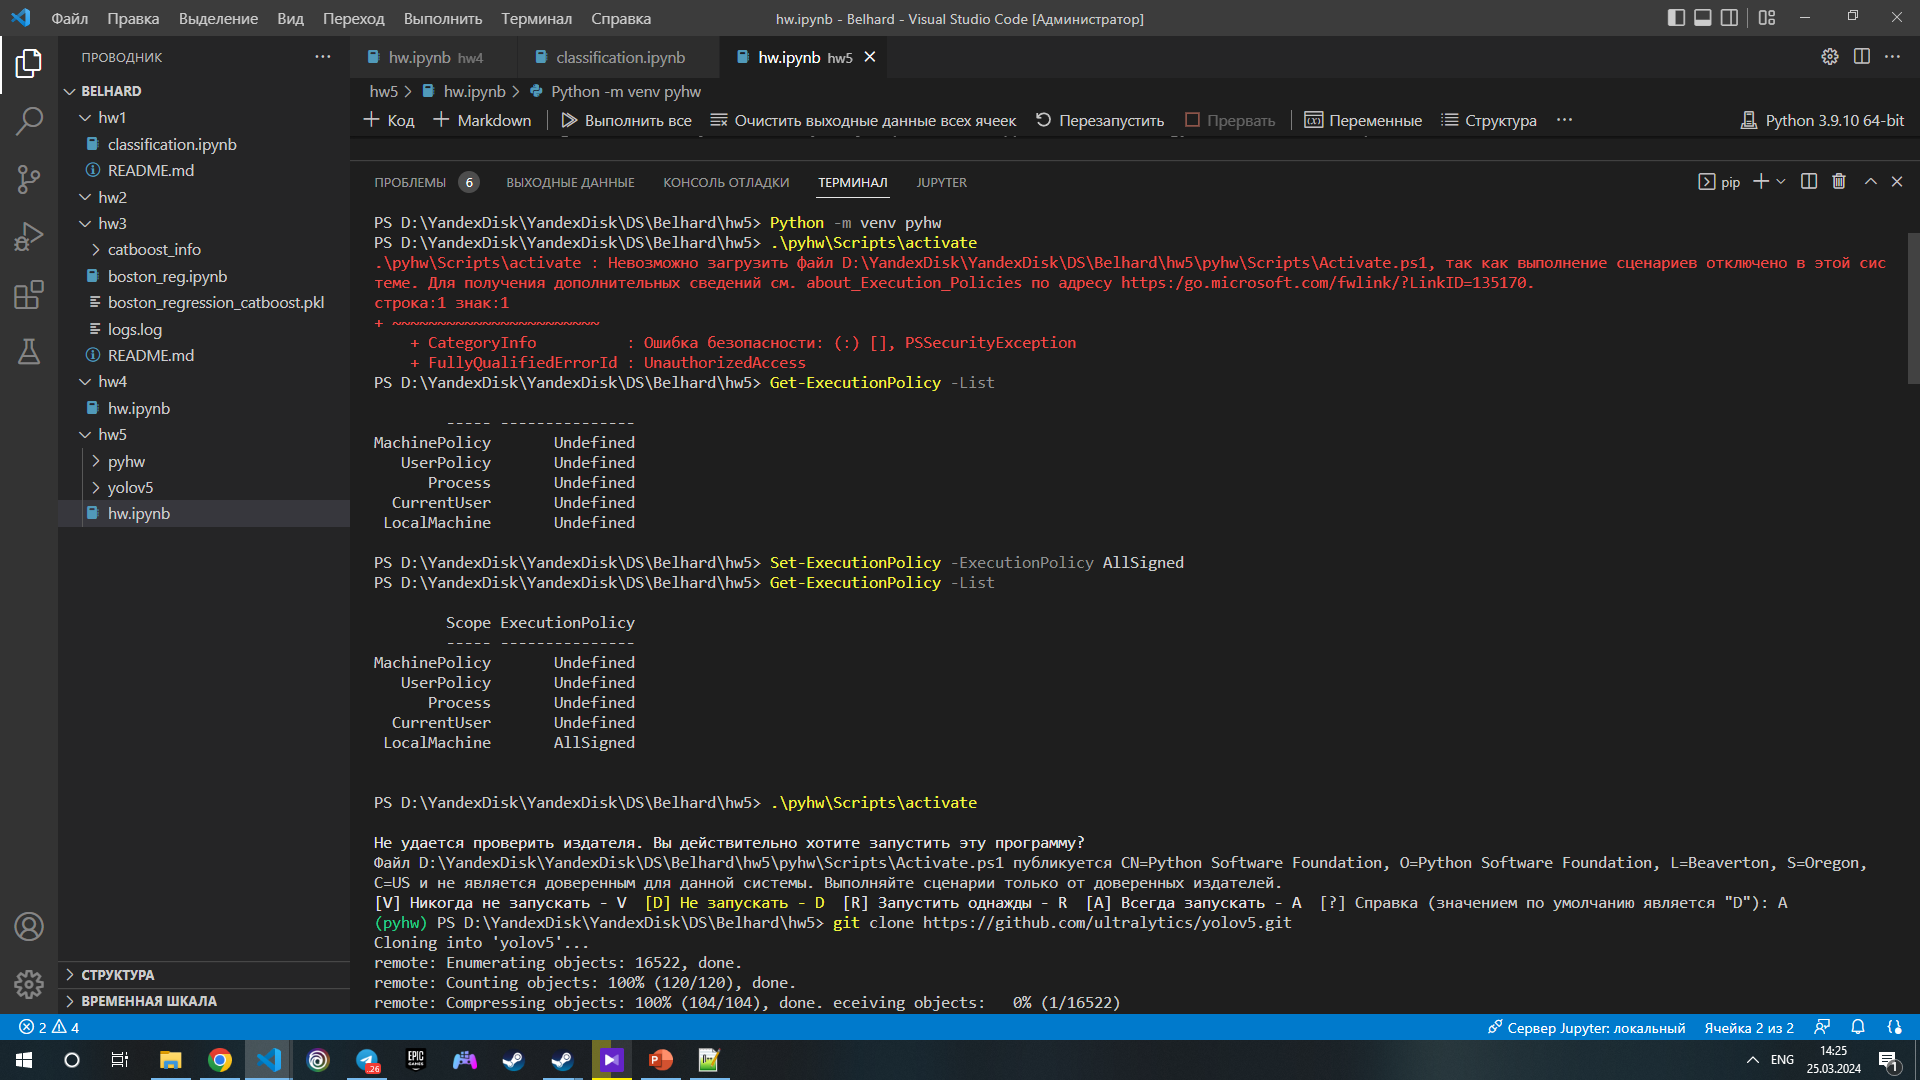 Файл Правка Выделение Вид Переход Выполнить Терминал Справка
hw.ipynb - Belhard - Visual Studio Code [Администратор]
ПРОВОДНИК
hw.ipynb hw4
classification.ipynb
hw.ipynb hw5
BELHARD
hw1
classification.ipynb
README.md
hw2
hw3
catboost_info
boston_reg.ipynb
boston_regression_catboost.pkl
logs.log
README.md
hw4
hw.ipynb
hw5
pyhw
yolov5
hw.ipynb
СТРУКТУРА
ВРЕМЕННАЯ ШКАЛА
hw5 > hw.ipynb > Python -m venv pyhw
+ Код + Markdown Выполнить все Очистить выходные данные всех ячеек Перезапустить Прервать Переменные Структура ... Python 3.9.10 64-bit
ПРОБЛЕМЫ 6 ВЫХОДНЫЕ ДАННЫЕ КОНСОЛЬ ОТЛАДКИ ТЕРМИНАЛ JUPYTER pip
PS D:\YandexDisk\YandexDisk\DS\Belhard\hw5> Python -m venv pyhw
PS D:\YandexDisk\YandexDisk\DS\Belhard\hw5> .\pyhw\Scripts\activate
.\pyhw\Scripts\activate : Невозможно загрузить файл D:\YandexDisk\YandexDisk\DS\Belhard\hw5\pyhw\Scripts\Activate.ps1, так как выполнение сценариев отключено в этой сис
теме. Для получения дополнительных сведений см. about_Execution_Policies по адресу https:/go.microsoft.com/fwlink/?LinkID=135170.
строка:1 знак:1
+ ~~~~~~~~~~~~~~~~~~~~~~~
+ CategoryInfo : Ошибка безопасности: (:) [], PSSecurityException
+ FullyQualifiedErrorId : UnauthorizedAccess
PS D:\YandexDisk\YandexDisk\DS\Belhard\hw5> Get-ExecutionPolicy -List
----- ---------------
MachinePolicy Undefined
UserPolicy Undefined
Process Undefined
CurrentUser Undefined
LocalMachine Undefined
PS D:\YandexDisk\YandexDisk\DS\Belhard\hw5> Set-ExecutionPolicy -ExecutionPolicy AllSigned
PS D:\YandexDisk\YandexDisk\DS\Belhard\hw5> Get-ExecutionPolicy -List
Scope ExecutionPolicy
----- ---------------
MachinePolicy Undefined
UserPolicy Undefined
Process Undefined
CurrentUser Undefined
LocalMachine AllSigned
PS D:\YandexDisk\YandexDisk\DS\Belhard\hw5> .\pyhw\Scripts\activate
Не удается проверить издателя. Вы действительно хотите запустить эту программу?
Файл D:\YandexDisk\YandexDisk\DS\Belhard\hw5\pyhw\Scripts\Activate.ps1 публикуется CN=Python Software Foundation, O=Python Software Foundation, L=Beaverton, S=Oregon,
C=US и не является доверенным для данной системы. Выполняйте сценарии только от доверенных издателей.
[V] Никогда не запускать - V [D] Не запускать - D [R] Запустить однажды - R [A] Всегда запускать - A [?] Справка (значением по умолчанию является "D"): A
(pyhw) PS D:\YandexDisk\YandexDisk\DS\Belhard\hw5> git clone https://github.com/ultralytics/yolov5.git
Cloning into 'yolov5'...
remote: Enumerating objects: 16522, done.
remote: Counting objects: 100% (120/120), done.
remote: Compressing objects: 100% (104/104), done. eceiving objects: 0% (1/16522)
2 4
Сервер Jupyter: локальный Ячейка 2 из 2
.26
EPIC GAMES
ENG
14:25
25.03.2024
1